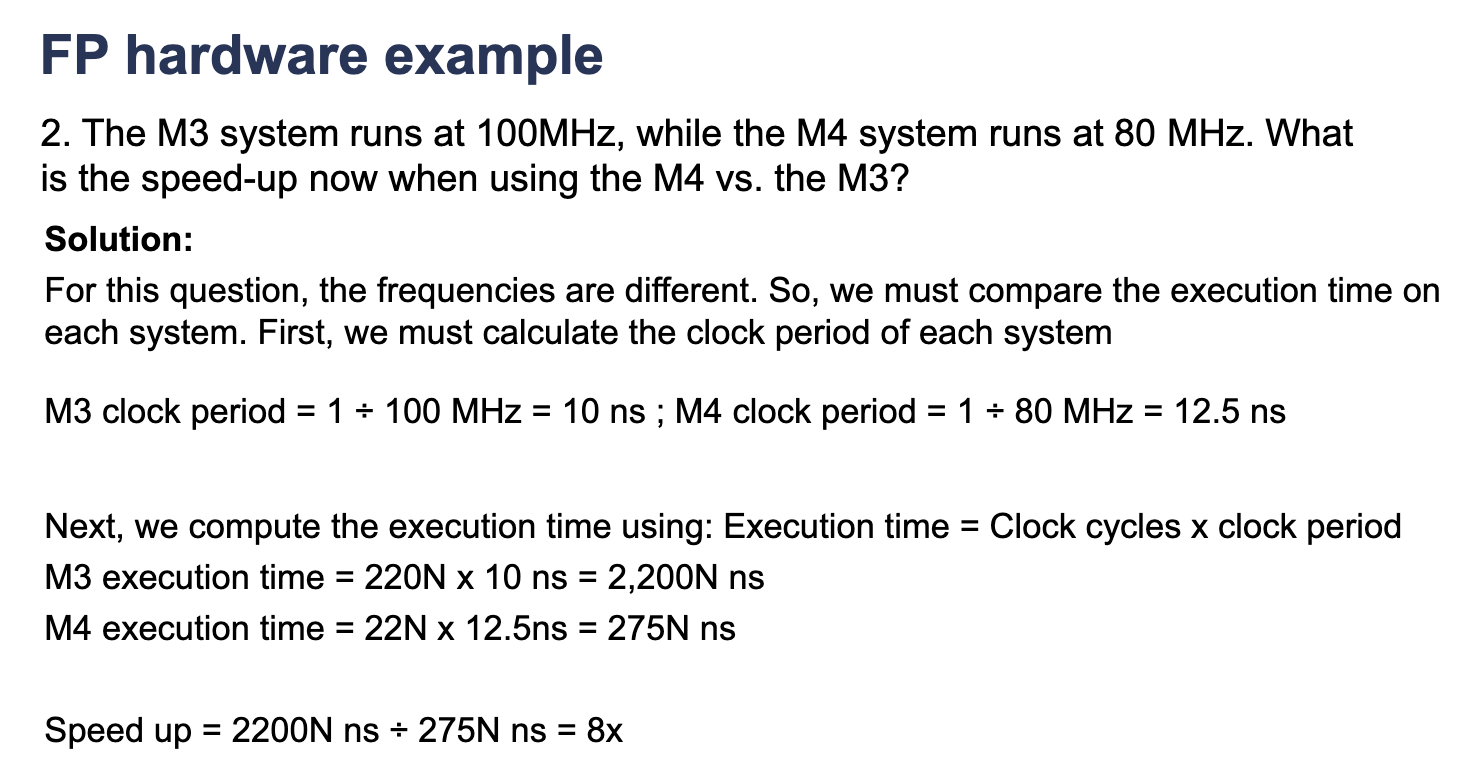 FP hardware example
2. The M3 system runs at 100MHz, while the M4 system runs at 80 MHz. What
is the speed-up now when using the M4 vs. the M3?
Solution:
For this question, the frequencies are different. So, we must compare the execution time on
each system. First, we must calculate the clock period of each system
M3 clock period = 1 ÷ 100 MHz = 10 ns ; M4 clock period = 1 ÷ 80 MHz = 12.5 ns
Next, we compute the execution time using: Execution time = Clock cycles x clock period
M3 execution time = 220N x 10 ns = 2,200N ns
M4 execution time = 22N x 12.5ns = 275N ns
Speed up = 2200N ns ÷ 275N ns = 8x